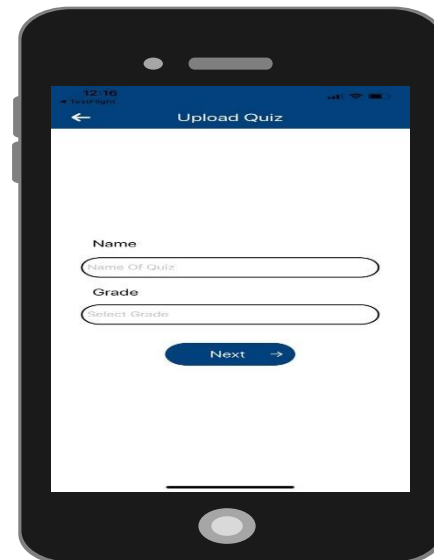 12:16
◄ TestFlight
← Upload Quiz
Name
Name Of Quiz
Grade
Select Grade
Next →